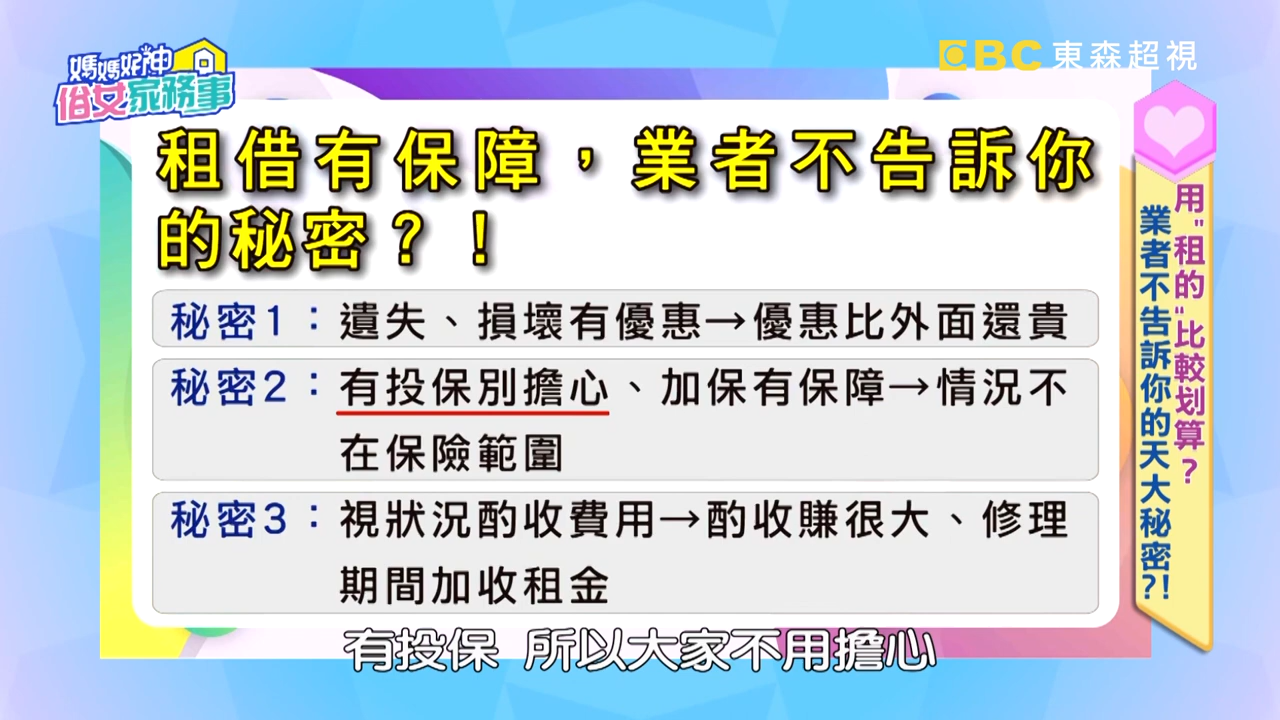 媽媽好神
俗女家務事
EBC 東森超視
租借有保障，業者不告訴你
的秘密？！
秘密1：遺失、損壞有優惠→優惠比外面還貴
秘密2：有投保別擔心、加保有保障→情況不
在保險範圍
秘密3：視狀況酌收費用→酌收賺很大、修理
期間加收租金
用"租的"比較划算?
業者不告訴你的天大秘密?!
有投保 所以大家不用擔心